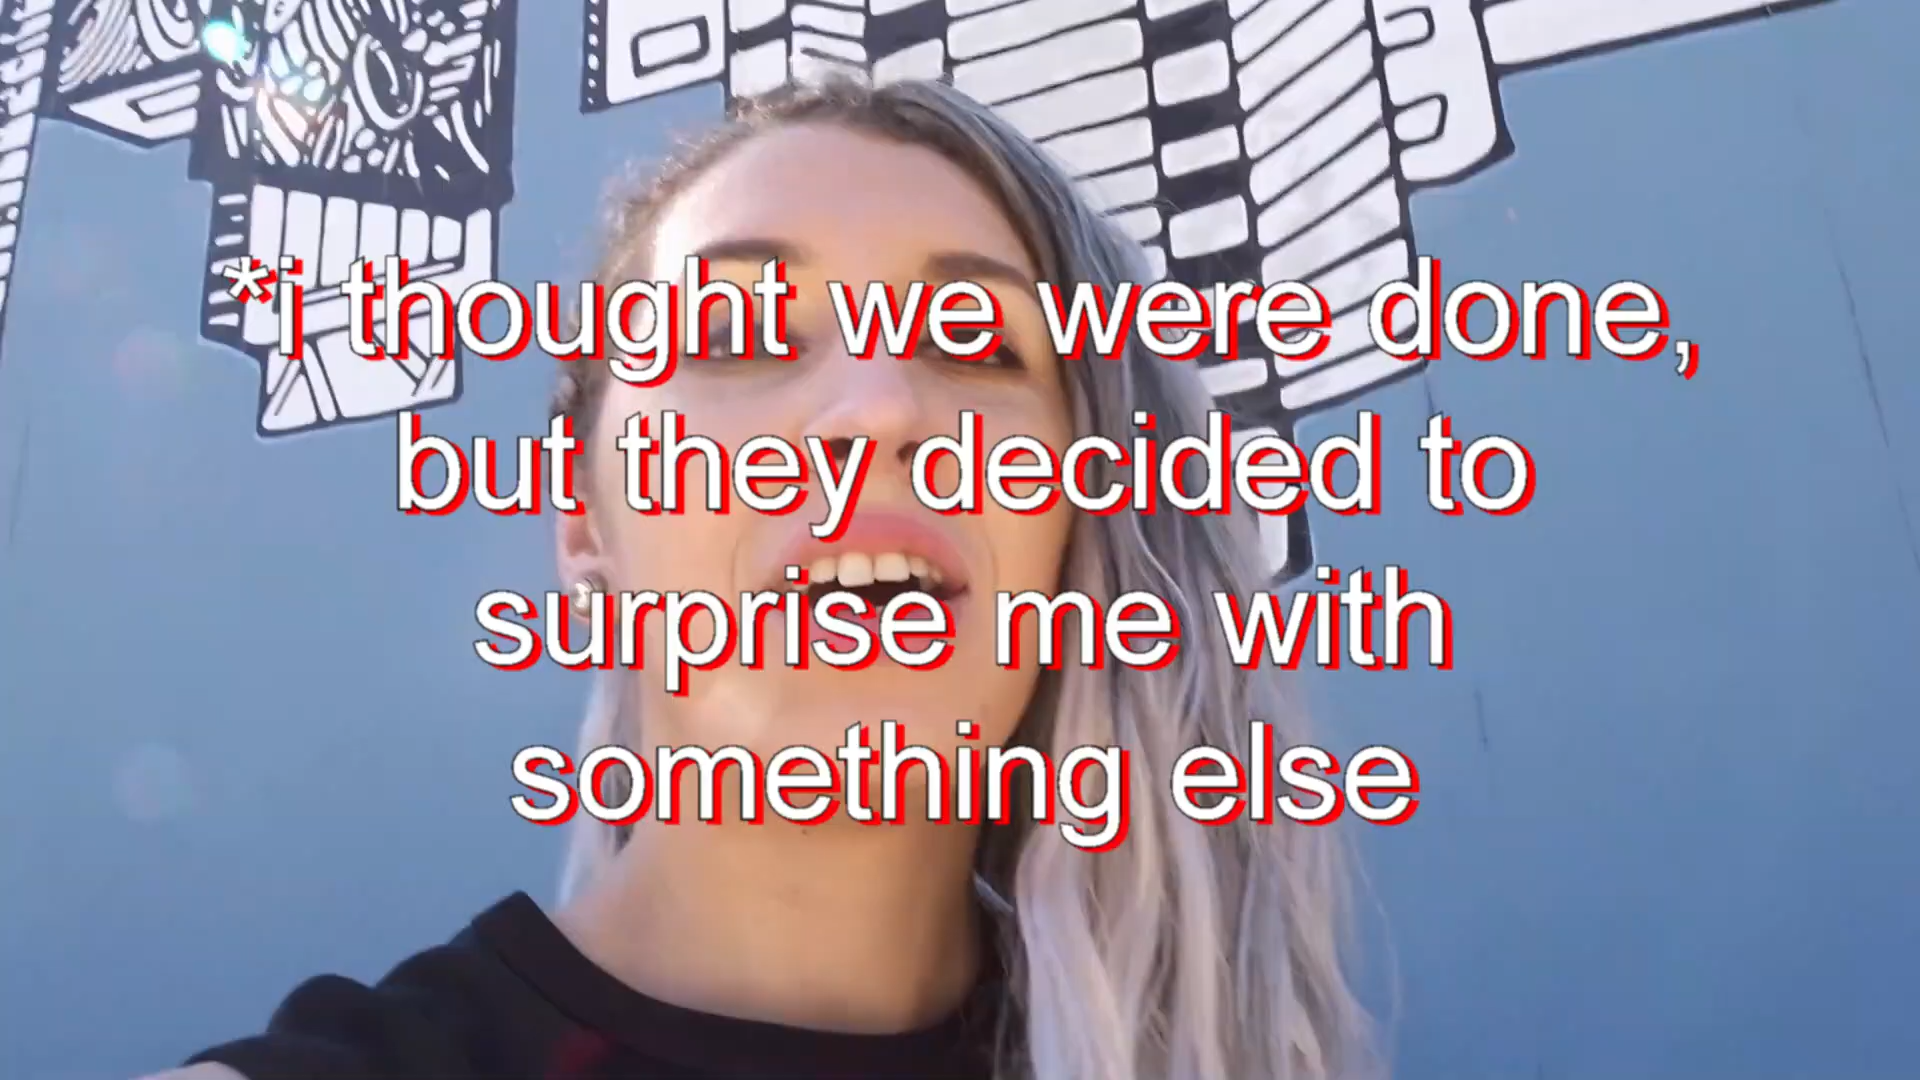 *i thought we were done,
but they decided to
surprise me with
something else